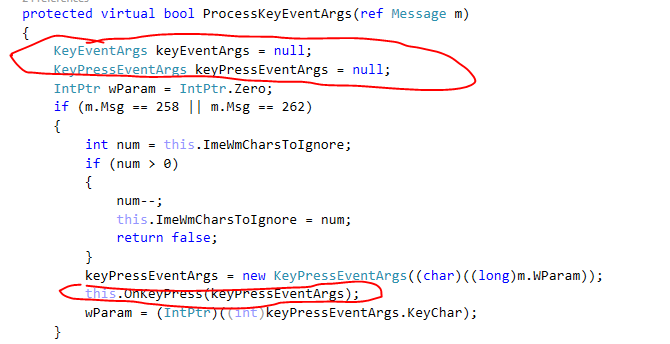 protected virtual bool ProcessKeyEventArgs(ref Message m)
{
KeyEventArgs keyEventArgs = null;
KeyPressEventArgs keyPressEventArgs = null;
IntPtr wParam = IntPtr.Zero;
if (m.Msg == 258 || m.Msg == 262)
{
int num = this.ImeWmCharsToIgnore;
if (num > 0)
{
num--;
this.ImeWmCharsToIgnore = num;
return false;
}
keyPressEventArgs = new KeyPressEventArgs((char)((long)m.WParam));
this.OnKeyPress(keyPressEventArgs);
wParam = (IntPtr)((int)keyPressEventArgs.KeyChar);
}